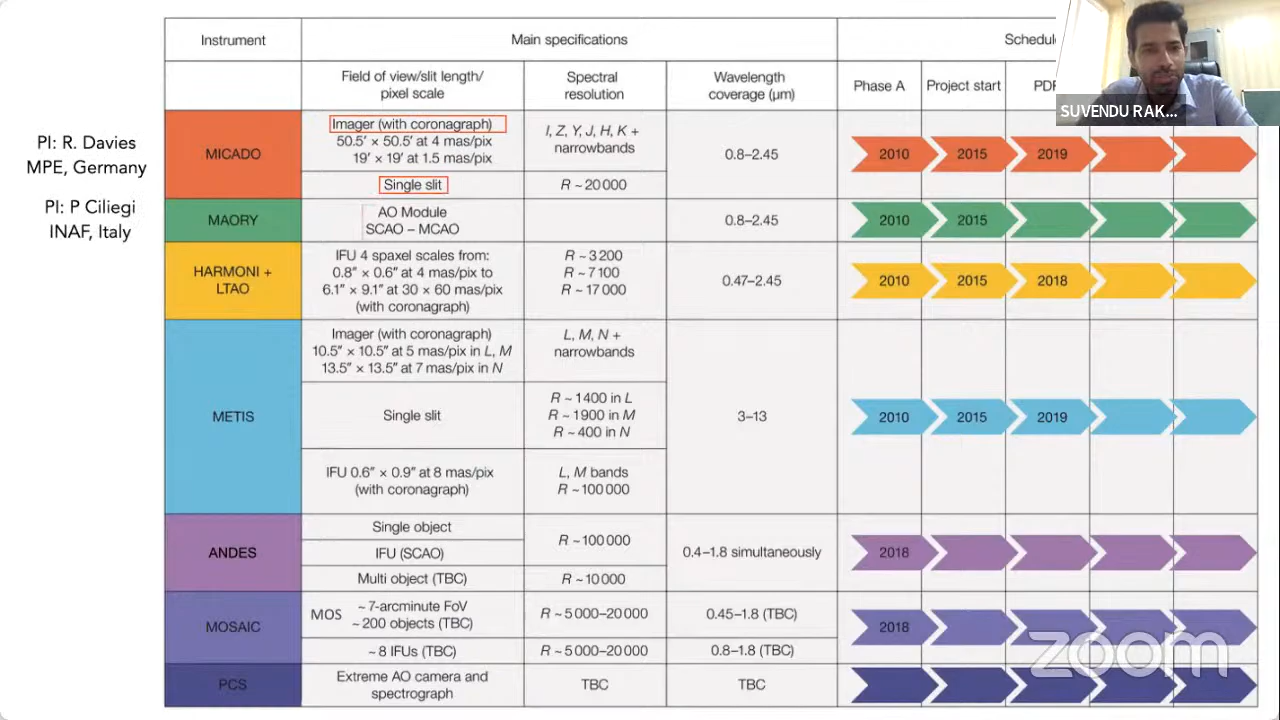 Instrument
Main specifications
Field of view/slit length/
pixel scale
Spectral
resolution
Wavelength
coverage (μm)
Phase A
Project start
SUVENDU RAK...
PI: R. Davies
MPE, Germany
MICADO
Imager (with coronagraph)
50.5′ × 50.5′ at 4 mas/pix
19′ × 19′ at 1.5 mas/pix
I, Z, Y, J, H, K +
narrowbands
0.8–2.45
2010
2015
2019
Single slit
R ~ 20 000
PI: P Ciliegi
INAF, Italy
MAORY
AO Module
SCAO – MCAO
0.8–2.45
2010
2015
HARMONI +
LTAO
IFU 4 spaxel scales from:
0.8″ × 0.6″ at 4 mas/pix to
6.1″ × 9.1″ at 30 × 60 mas/pix
(with coronagraph)
R ~ 3 200
R ~ 7 100
R ~ 17 000
0.47–2.45
2010
2015
2018
METIS
Imager (with coronagraph)
10.5″ × 10.5″ at 5 mas/pix in L, M
13.5″ × 13.5″ at 7 mas/pix in N
L, M, N +
narrowbands
Single slit
R ~ 1400 in L
R ~ 1900 in M
R ~ 400 in N
3–13
2010
2015
2019
IFU 0.6″ × 0.9″ at 8 mas/pix
(with coronagraph)
L, M bands
R ~ 100 000
ANDES
Single object
IFU (SCAO)
R ~ 100 000
0.4–1.8 simultaneously
2018
Multi object (TBC)
R ~ 10 000
MOSAIC
MOS
~ 7-arcminute FoV
~ 200 objects (TBC)
R ~ 5 000–20 000
0.45–1.8 (TBC)
2018
~ 8 IFUs (TBC)
R ~ 5 000–20 000
0.8–1.8 (TBC)
zoom
PCS
Extreme AO camera and
spectrograph
TBC
TBC